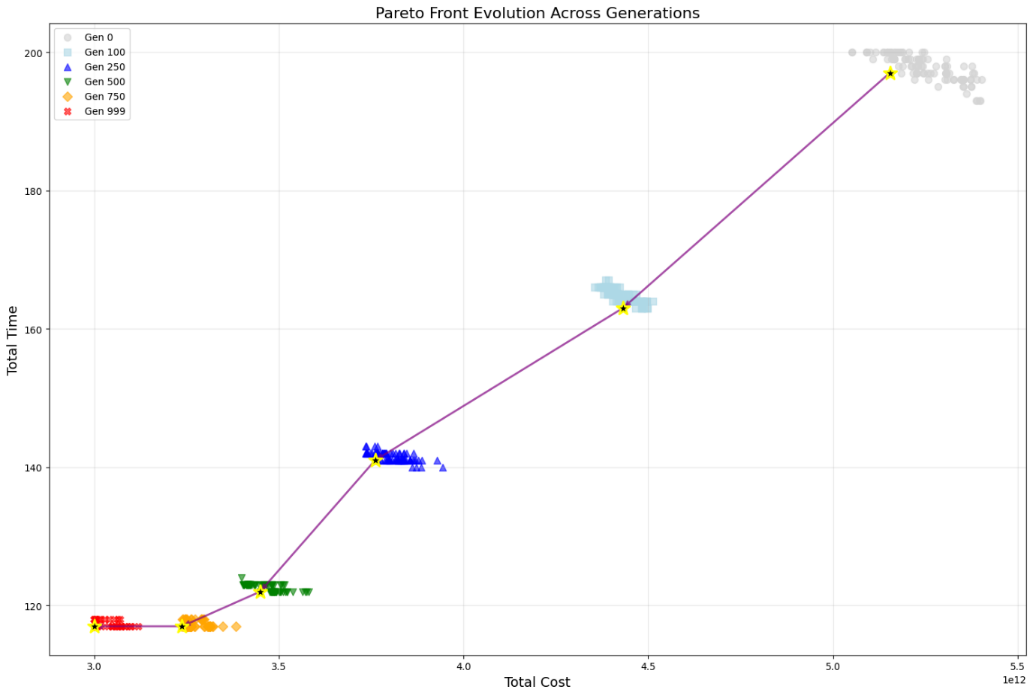 Pareto Front Evolution Across Generations
Gen 0
Gen 100
Gen 250
Gen 500
Gen 750
Gen 999
Total Time
200
180
160
140
120
3.0 3.5 4.0 4.5 5.0 5.5
1e12
Total Cost